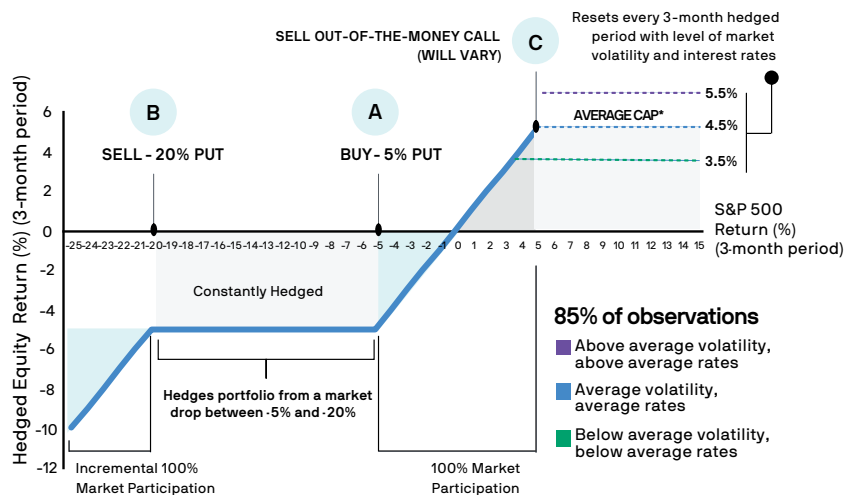 Resets every 3-month hedged
period with level of market
volatility and interest rates
SELL OUT-OF-THE-MONEY CALL
(WILL VARY)
C
B
A
SELL - 20% PUT
BUY - 5% PUT
AVERAGE CAP*
5.5%
4.5%
3.5%
Hedged Equity Return (%) (3-month period)
6
4
2
0
-2
-4
-6
-8
-10
-12
-25 -24 -23 -22 -21 -20 -19 -18 -17 -16 -15 -14 -13 -12 -10 -9 -8 -7 -6 -5 -4 -3 -2 -1 0 1 2 3 4 5 6 7 8 9 10 11 12 13 14 15
S&P 500
Return (%)
(3-month period)
Constantly Hedged
Hedges portfolio from a market
drop between -5% and -20%
Incremental 100%
Market Participation
100% Market
Participation
85% of observations
Above average volatility,
above average rates
Average volatility,
average rates
Below average volatility,
below average rates